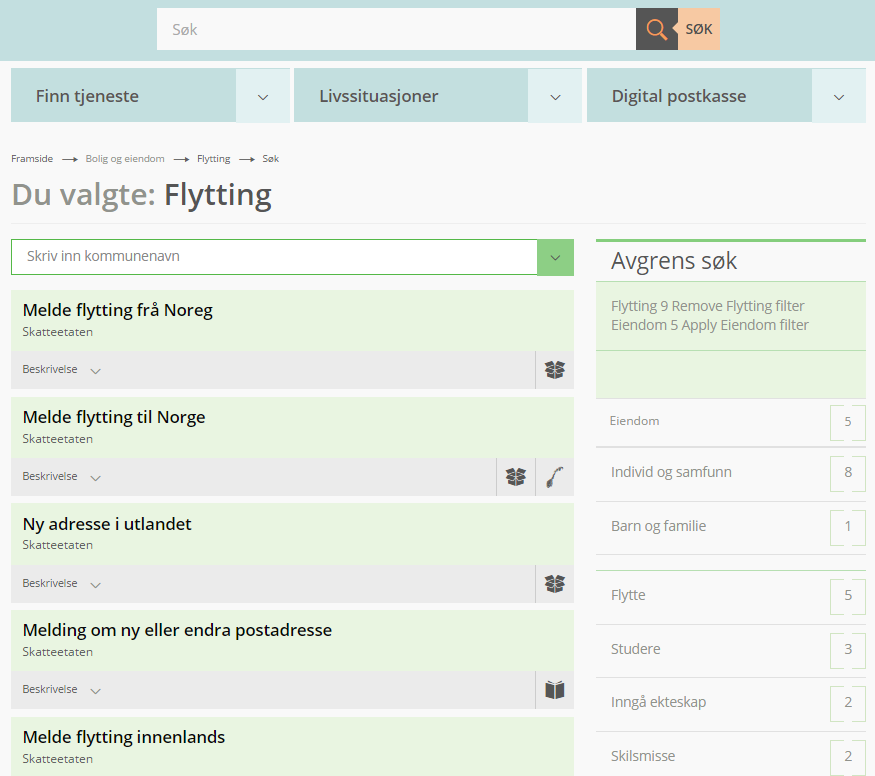 Søk
SØK
Finn tjeneste
Livssituasjoner
Digital postkasse
Framside → Bolig og eiendom → Flytting → Søk
Du valgte: Flytting
Skriv inn kommunenavn
Melde flytting frå Noreg
Skatteetaten
Beskrivelse
Melde flytting til Norge
Skatteetaten
Beskrivelse
Ny adresse i utlandet
Skatteetaten
Beskrivelse
Melding om ny eller endra postadresse
Skatteetaten
Beskrivelse
Melde flytting innenlands
Skatteetaten
Avgrens søk
Flytting 9 Remove Flytting filter
Eiendom 5 Apply Eiendom filter
Eiendom 5
Individ og samfunn 8
Barn og familie 1
Flytte 5
Studere 3
Inngå ekteskap 2
Skilsmisse 2